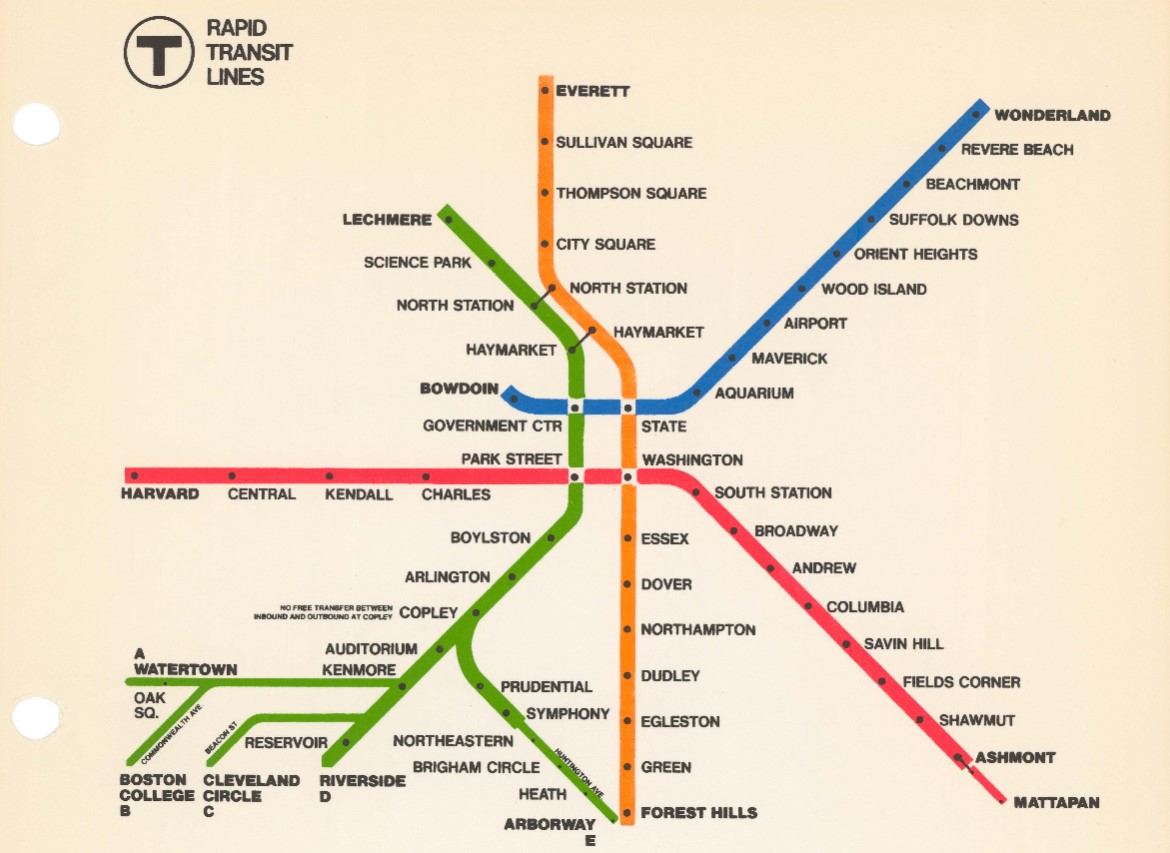 T
RAPID
TRANSIT
LINES
EVERETT
SULLIVAN SQUARE
THOMPSON SQUARE
CITY SQUARE
NORTH STATION
HAYMARKET
LECHMERE
SCIENCE PARK
NORTH STATION
HAYMARKET
WONDERLAND
REVERE BEACH
BEACHMONT
SUFFOLK DOWNS
ORIENT HEIGHTS
WOOD ISLAND
AIRPORT
MAVERICK
AQUARIUM
BOWDOIN
GOVERNMENT CTR
STATE
PARK STREET
WASHINGTON
HARVARD
CENTRAL
KENDALL
CHARLES
SOUTH STATION
BROADWAY
ANDREW
COLUMBIA
SAVIN HILL
FIELDS CORNER
SHAWMUT
ASHMONT
MATTAPAN
BOYLSTON
ARLINGTON
NO FREE TRANSFER BETWEEN
INBOUND AND OUTBOUND AT COPLEY
COPLEY
AUDITORIUM
KENMORE
A
WATERTOWN
OAK
SQ.
COMMONWEALTH AVE
BEACON ST
RESERVOIR
BOSTON
COLLEGE
B
CLEVELAND
CIRCLE
C
RIVERSIDE
D
PRUDENTIAL
SYMPHONY
NORTHEASTERN
HUNTINGTON AVE
BRIGHAM CIRCLE
HEATH
ARBORWAY
E
ESSEX
DOVER
NORTHAMPTON
DUDLEY
EGLESTON
GREEN
FOREST HILLS